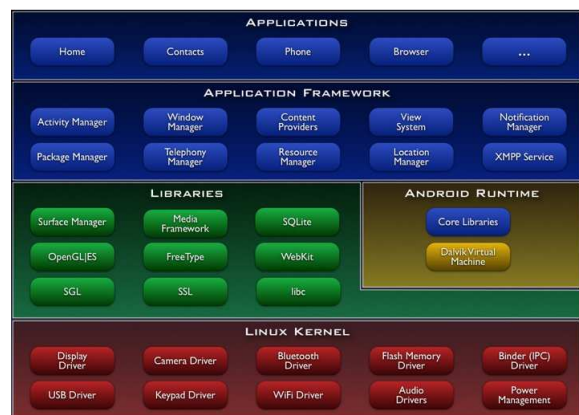 APPLICATIONS
Home
Contacts
Phone
Browser
...
APPLICATION FRAMEWORK
Activity Manager
Window
Manager
Content
Providers
View
System
Notification
Manager
Package Manager
Telephony
Manager
Resource
Manager
Location
Manager
XMPP Service
LIBRARIES
Surface Manager
Media
Framework
SQLite
OpenGL|ES
FreeType
WebKit
SGL
SSL
libc
ANDROID RUNTIME
Core Libraries
Dalvik Virtual
Machine
LINUX KERNEL
Display
Driver
Camera Driver
Bluetooth
Driver
Flash Memory
Driver
Binder (IPC)
Driver
USB Driver
Keypad Driver
WiFi Driver
Audio
Drivers
Power
Management